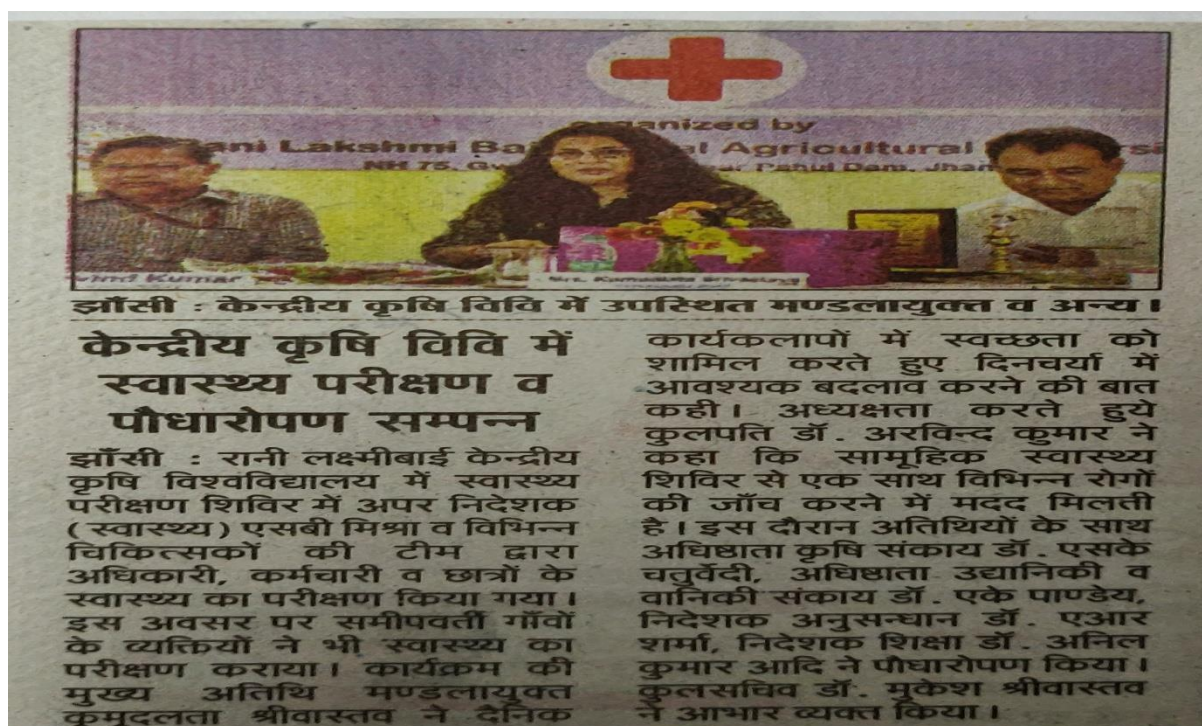 organized by
ani Lakshmi Ba al Agricultural
NH 75, Dam, Jhan
Kumar
झाँसी : केन्द्रीय कृषि विवि में उपस्थित मण्डलायुक्त व अन्य।
केन्द्रीय कृषि विवि में
स्वास्थ्य परीक्षण व
पौधारोपण सम्पन्न
झाँसी : रानी लक्ष्मीबाई केन्द्रीय
कृषि विश्वविद्यालय में स्वास्थ्य
परीक्षण शिविर में अपर निदेशक
(स्वास्थ्य) एसबी मिश्रा व विभिन्न
चिकित्सकों की टीम द्वारा
अधिकारी, कर्मचारी व छात्रों के
स्वास्थ्य का परीक्षण किया गया।
इस अवसर पर समीपवर्ती गाँवों
के व्यक्तियों ने भी स्वास्थ्य का
परीक्षण कराया। कार्यक्रम की
मुख्य अतिथि मण्डलायुक्त
कुमुदलता श्रीवास्तव ने दैनिक
कार्यकलापों में स्वच्छता को
शामिल करते हुए दिनचर्या में
आवश्यक बदलाव करने की बात
कही। अध्यक्षता करते हुये
कुलपति डॉ. अरविन्द कुमार ने
कहा कि सामूहिक स्वास्थ्य
शिविर से एक साथ विभिन्न रोगों
की जाँच करने में मदद मिलती
है। इस दौरान अतिथियों के साथ
अधिष्ठाता कृषि संकाय डॉ. एसके
चतुर्वेदी, अधिष्ठाता उद्यानिकी व
वानिकी संकाय डॉ. एके पाण्डेय,
निदेशक अनुसन्धान डॉ. एआर
शर्मा, निदेशक शिक्षा डॉ. अनिल
कुमार आदि ने पौधारोपण किया।
कुलसचिव डॉ. मुकेश श्रीवास्तव
ने आभार व्यक्त किया।